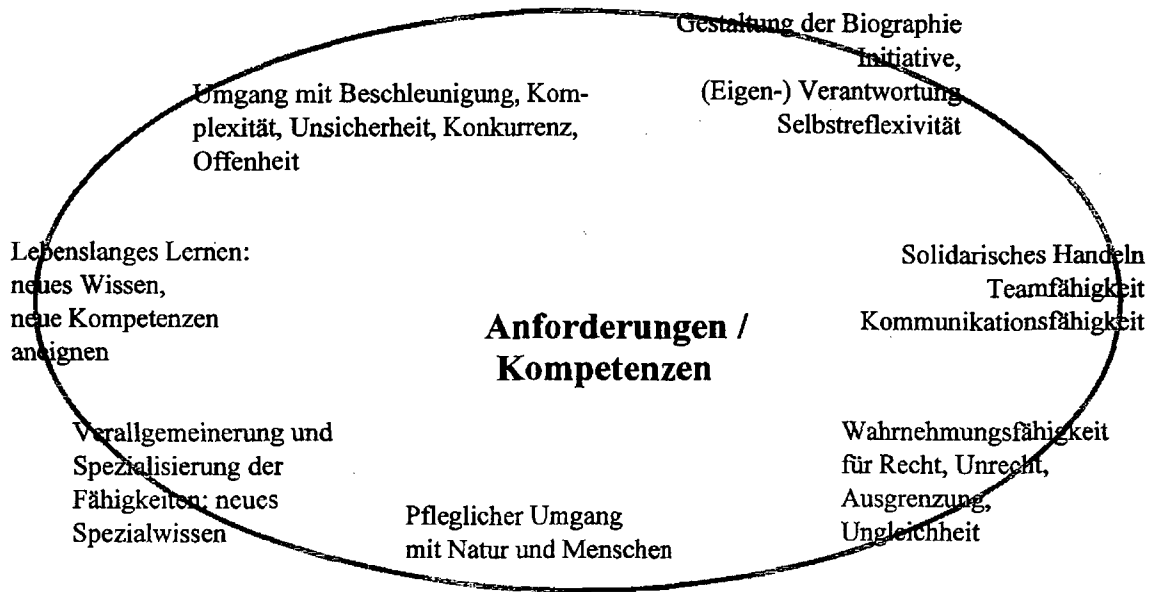 Gestaltung der Biographie
Initiative,
(Eigen-) Verantwortung
Selbstreflexivität
Umgang mit Beschleunigung, Kom-
plexität, Unsicherheit, Konkurrenz,
Offenheit
Lebenslanges Lernen:
neues Wissen,
neue Kompetenzen
aneignen
Solidarisches Handeln
Teamfähigkeit
Kommunikationsfähigkeit
Anforderungen /
Kompetenzen
Verallgemeinerung und
Spezialisierung der
Fähigkeiten: neues
Spezialwissen
Pfleglicher Umgang
mit Natur und Menschen
Wahrnehmungsfähigkeit
für Recht, Unrecht,
Ausgrenzung,
Ungleichheit